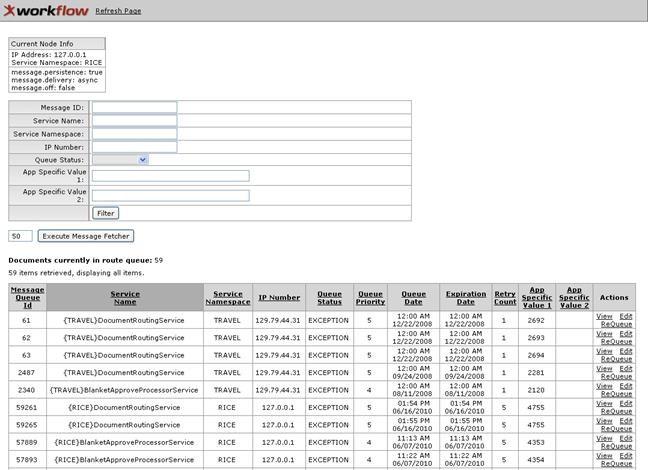 workflow Refresh Page
Current Node Info
IP Address: 127.0.0.1
Service Namespace: RICE
message.persistence: true
message.delivery: async
message.off: false
Message ID:
Service Name:
Service Namespace:
IP Number:
Queue Status:
App Specific Value
1:
App Specific Value
2:
Filter
50 Execute Message Fetcher
Documents currently in route queue: 59
59 items retrieved, displaying all items.
Message Queue Id Service Name Service Namespace IP Number Queue Status Queue Priority Queue Date Expiration Date Retry Count App Specific Value 1 App Specific Value 2 Actions
61 {TRAVEL}DocumentRoutingService TRAVEL 129.79.44.31 EXCEPTION 5 12:00 AM 12/22/2008 12:00 AM 12/22/2008 1 2692 View Edit ReQueue
62 {TRAVEL}DocumentRoutingService TRAVEL 129.79.44.31 EXCEPTION 5 12:00 AM 12/22/2008 12:00 AM 12/22/2008 1 2693 View Edit ReQueue
63 {TRAVEL}DocumentRoutingService TRAVEL 129.79.44.31 EXCEPTION 5 12:00 AM 12/22/2008 12:00 AM 12/22/2008 1 2694 View Edit ReQueue
2487 {TRAVEL}DocumentRoutingService TRAVEL 129.79.44.31 EXCEPTION 5 12:00 AM 09/24/2008 12:00 AM 09/24/2008 1 2281 View Edit ReQueue
2340 {TRAVEL}BlanketApproveProcessorService TRAVEL 129.79.44.31 EXCEPTION 4 12:00 AM 08/11/2008 12:00 AM 08/11/2008 1 2120 View Edit ReQueue
59261 {RICE}DocumentRoutingService RICE 127.0.0.1 EXCEPTION 5 01:54 PM 06/16/2010 01:54 PM 06/16/2010 5 4755 View Edit ReQueue
59265 {RICE}DocumentRoutingService RICE 127.0.0.1 EXCEPTION 5 01:55 PM 06/16/2010 01:55 PM 06/16/2010 5 4755 View Edit ReQueue
57889 {RICE}BlanketApproveProcessorService RICE 127.0.0.1 EXCEPTION 4 11:13 AM 06/07/2010 11:13 AM 06/07/2010 5 4353 View Edit ReQueue
57893 {RICE}BlanketApproveProcessorService RICE 127.0.0.1 EXCEPTION 4 11:22 AM 06/07/2010 11:22 AM 06/07/2010 5 4354 View Edit ReQueue